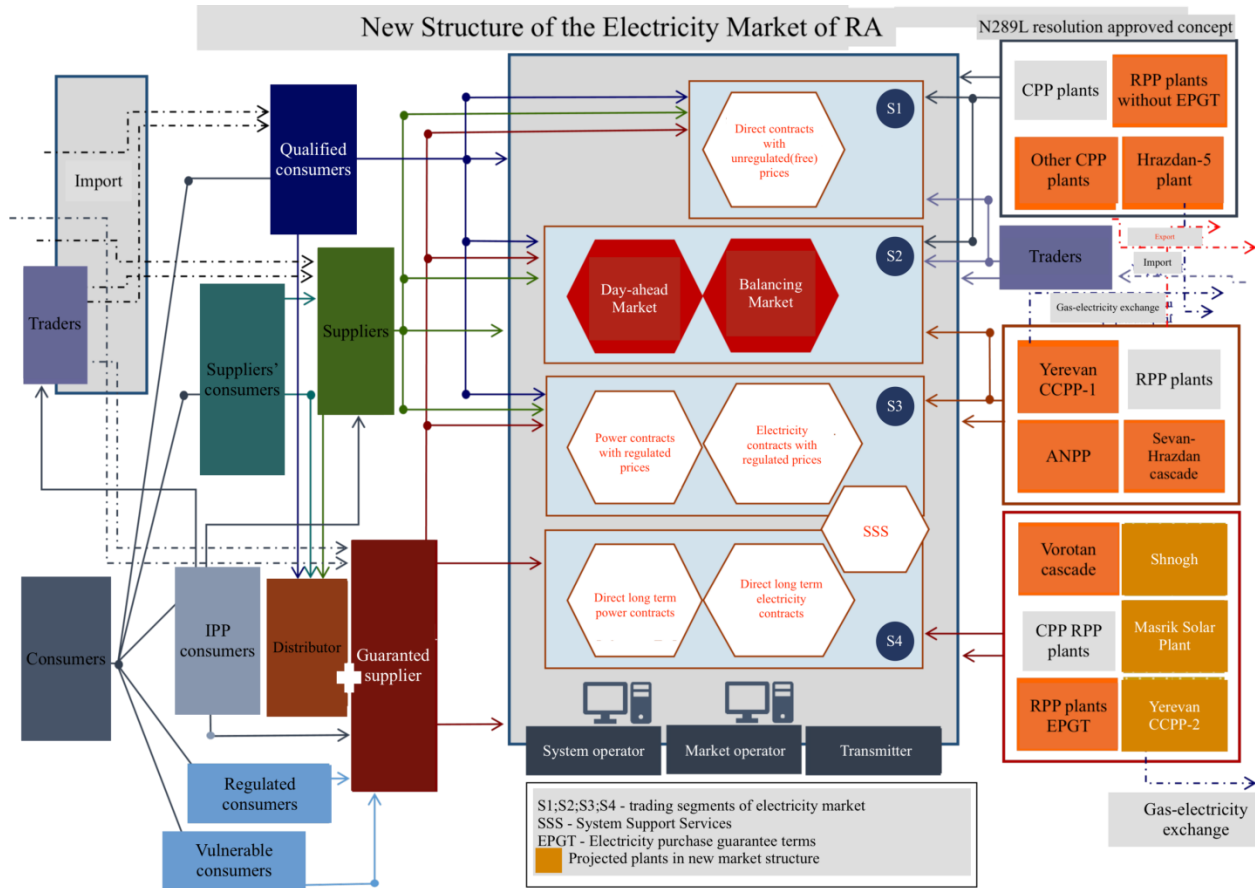 New Structure of the Electricity Market of RA
N289L resolution approved concept
Import
Traders
Qualified
consumers
Suppliers’
consumers
Suppliers
Consumers
IPP
consumers
Distributor
Guaranted
supplier
Regulated
consumers
Vulnerable
consumers
S1
Direct contracts
with
unregulated(free)
prices
S2
Day-ahead
Market
Balancing
Market
S3
Power contracts
with regulated
prices
Electricity
contracts with
regulated prices
SSS
Direct long term
power contracts
Direct long term
electricity
contracts
S4
System operator
Market operator
Transmitter
CPP plants
RPP plants
without EPGT
Other CPP
plants
Hrazdan-5
plant
Traders
Export
Import
Gas-electricity exchange
Yerevan
CCPP-1
RPP plants
ANPP
Sevan-
Hrazdan
cascade
Vorotan
cascade
Shnogh
CPP RPP
plants
Masrik Solar
Plant
RPP plants
EPGT
Yerevan
CCPP-2
Gas-electricity
exchange
S1;S2;S3;S4 - trading segments of electricity market
SSS - System Support Services
EPGT - Electricity purchase guarantee terms
Projected plants in new market structure